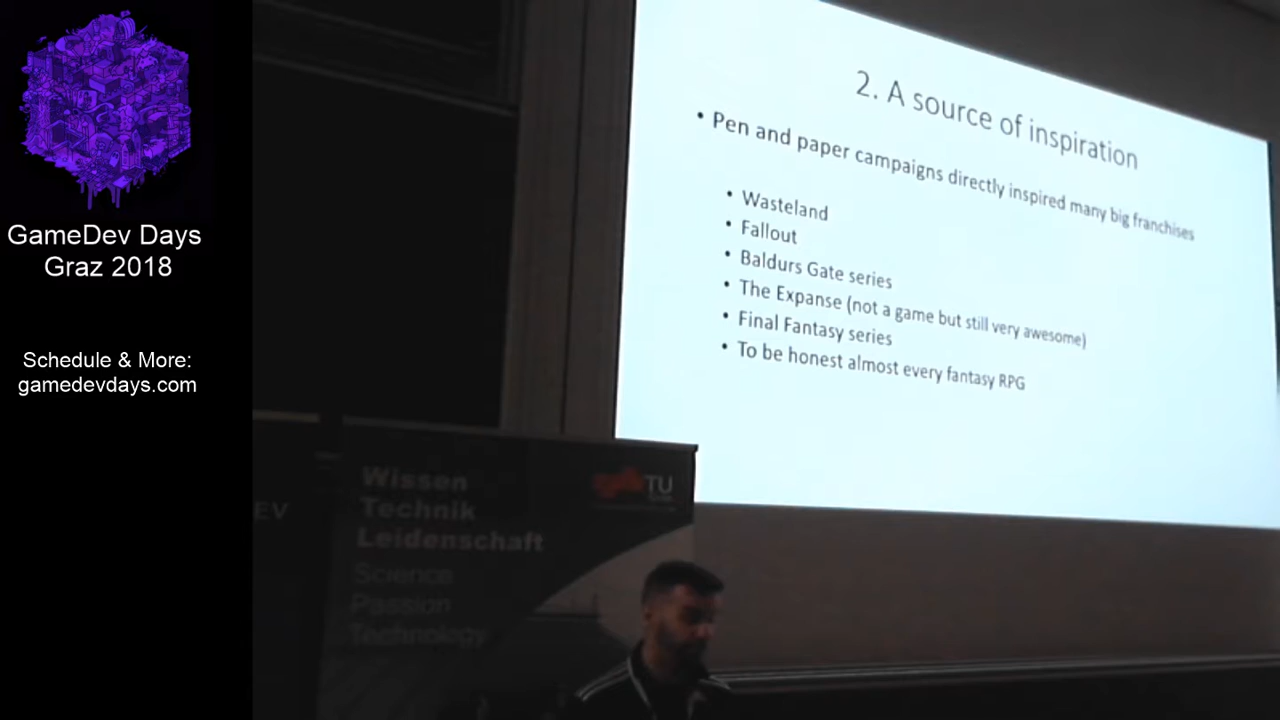 GameDev Days
Graz 2018
Schedule & More:
gamedevdays.com
2. A source of inspiration
• Pen and paper campaigns directly inspired many big franchises
• Wasteland
• Fallout
• Baldurs Gate series
• The Expanse (not a game but still very awesome)
• Final Fantasy series
• To be honest almost every fantasy RPG
EV
Wissen
Technik
Leidenschaft
TU
Science
Passion
Technology